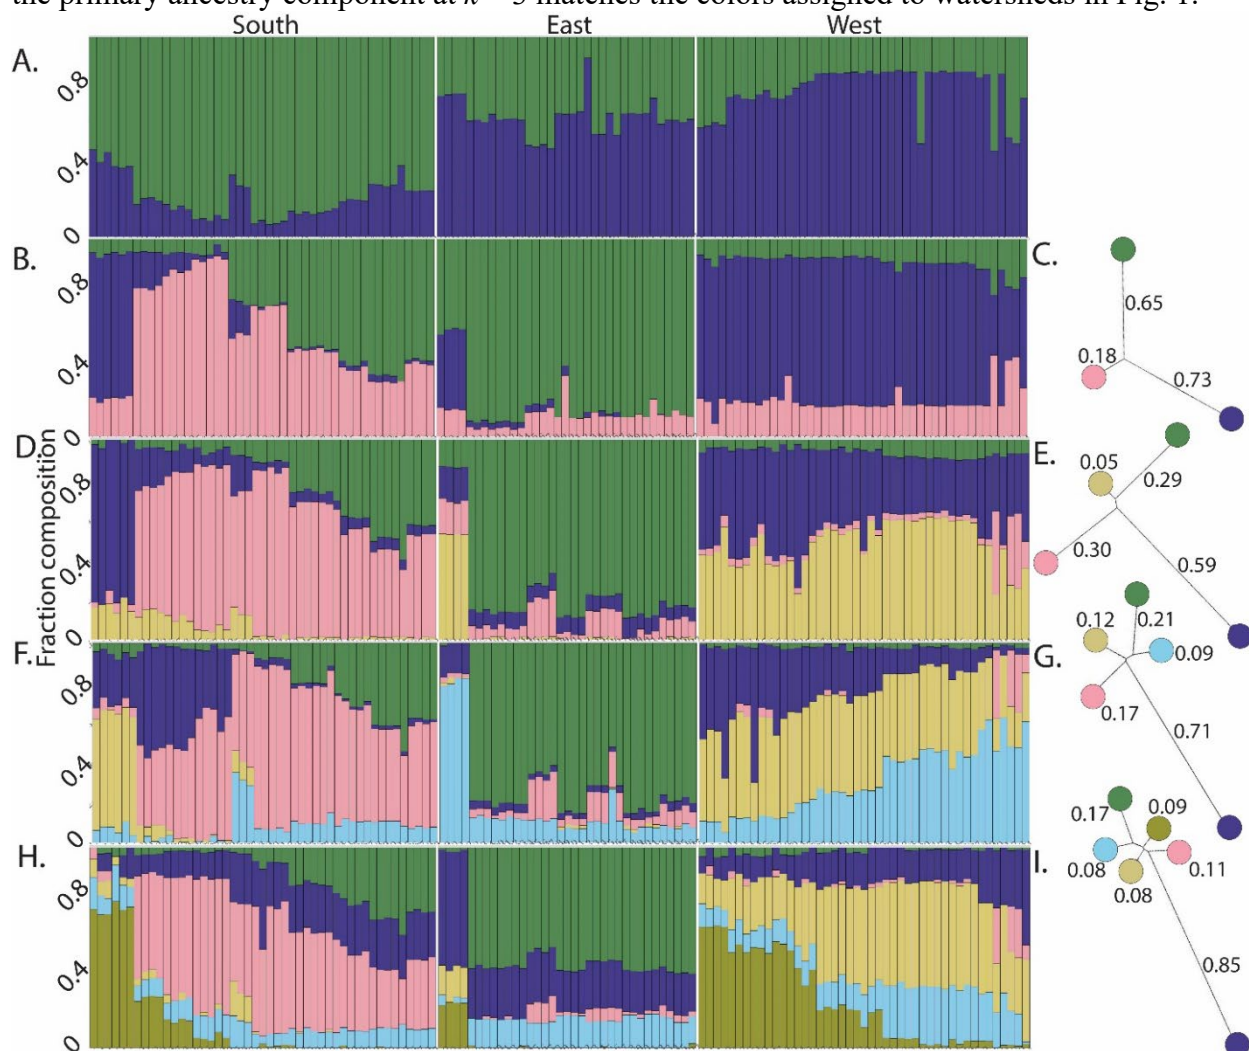 the primary ancestry component at k = 5 matches the colors assigned to watersheds in Fig. 1.
South East West
A.
0.8
0.4
0
B.
0.8
0.4
0
C.
0.65
0.18
0.73
D.
0.8
0.4
0
Fraction composition
E.
0.05
0.29
0.30
0.59
F.
0.8
0.4
0
G.
0.12
0.21
0.09
0.17
0.71
H.
0.8
0.4
0
I.
0.17
0.09
0.08
0.11
0.08
0.85